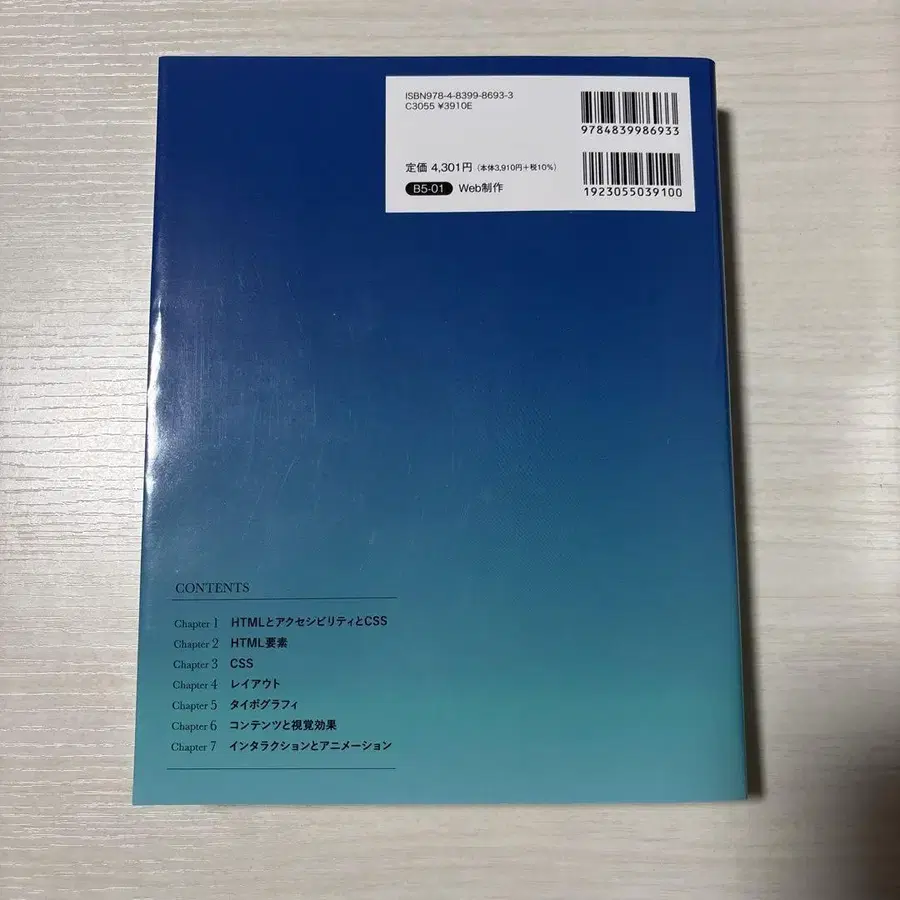 ISBN978-4-8399-8693-3
C3055 ¥3910E
9784839986933
定価 4,301円（本体3,910円＋税10%）
B5-01 Web制作
1923055039100
CONTENTS
Chapter 1 HTMLとアクセシビリティとCSS
Chapter 2 HTML要素
Chapter 3 CSS
Chapter 4 レイアウト
Chapter 5 タイポグラフィ
Chapter 6 コンテンツと視覚効果
Chapter 7 インタラクションとアニメーション